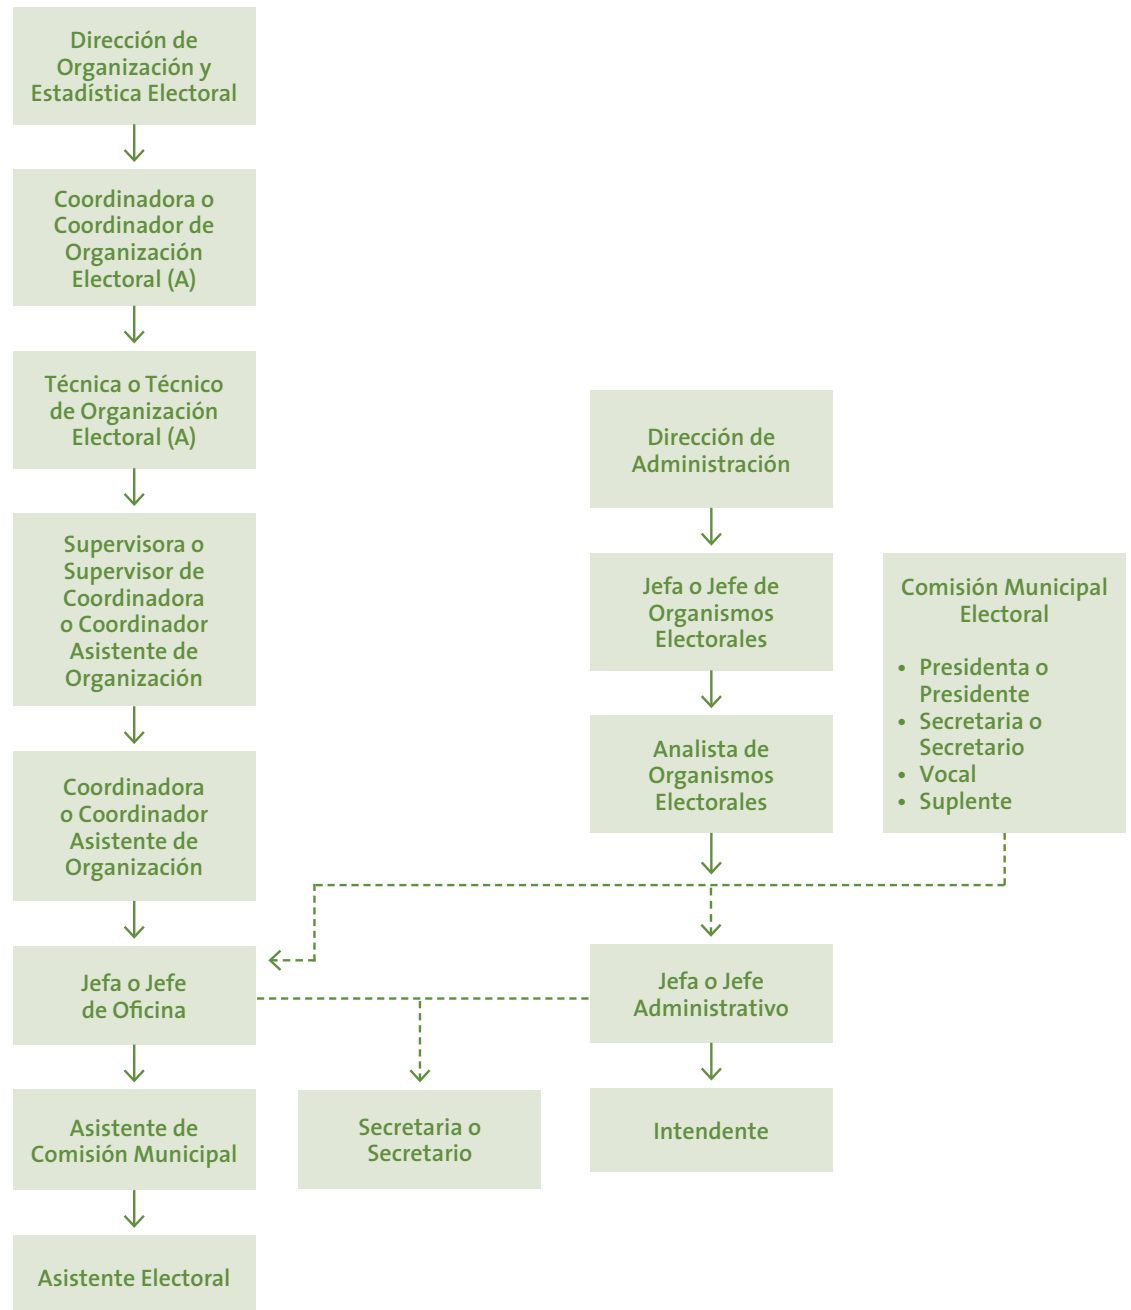 Dirección de
Organización y
Estadística Electoral
Coordinadora o
Coordinador de
Organización
Electoral (A)
Técnica o Técnico
de Organización
Electoral (A)
Supervisora o
Supervisor de
Coordinadora
o Coordinador
Asistente de
Organización
Coordinadora
o Coordinador
Asistente de
Organización
Jefa o Jefe
de Oficina
Asistente de
Comisión Municipal
Asistente Electoral
Secretaria o
Secretario
Dirección de
Administración
Jefa o Jefe de
Organismos
Electorales
Analista de
Organismos
Electorales
Jefa o Jefe
Administrativo
Intendente
Comisión Municipal
Electoral
• Presidenta o
Presidente
• Secretaria o
Secretario
• Vocal
• Suplente